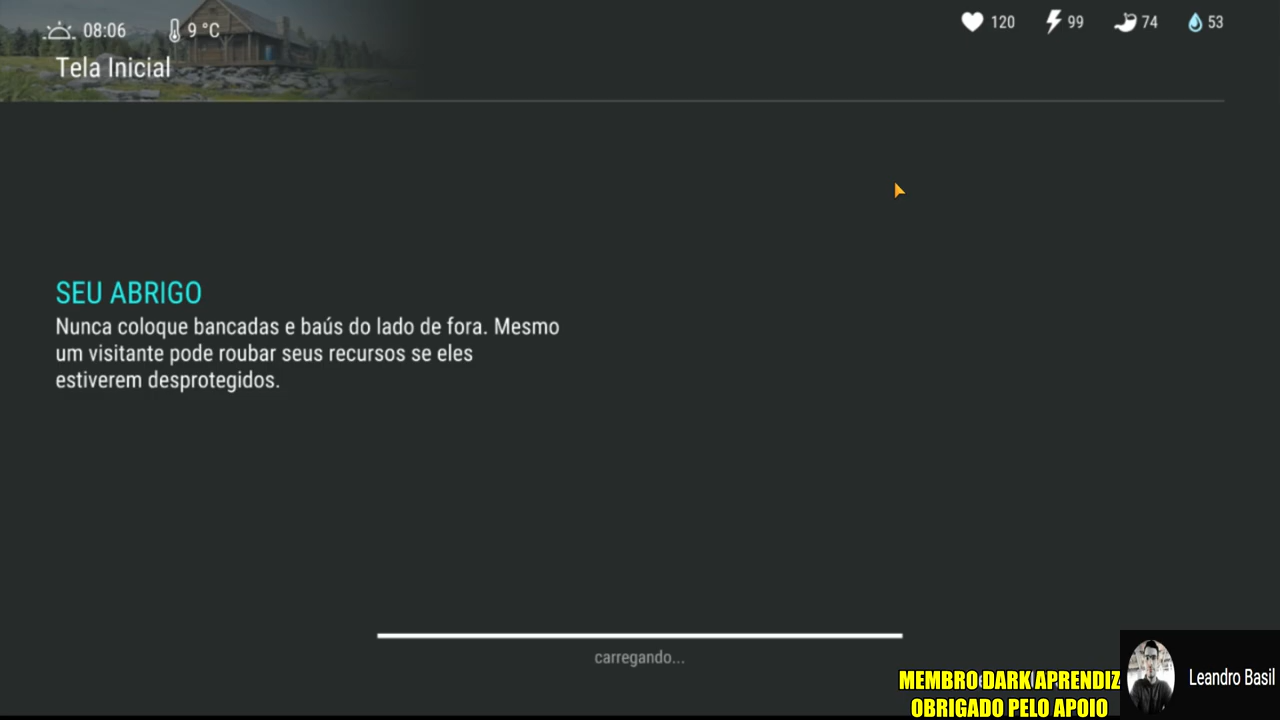 08:06 9 °C 120 99 74 53
Tela Inicial
SEU ABRIGO
Nunca coloque bancadas e baús do lado de fora. Mesmo
um visitante pode roubar seus recursos se eles
estiverem desprotegidos.
carregando...
MEMBRO DARK APRENDIZ
OBRIGADO PELO APOIO
Leandro Basil